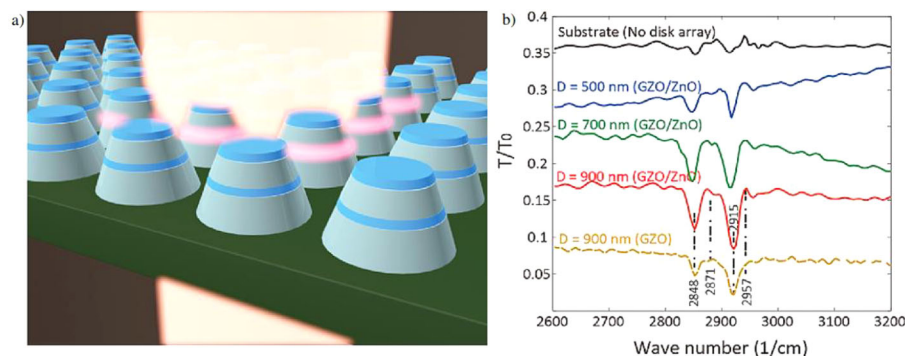 a)
b)
0.4
0.35
0.3
0.25
0.2
0.15
0.1
0.05
T/T0
Substrate (No disk array)
D = 500 nm (GZO/ZnO)
D = 700 nm (GZO/ZnO)
D = 900 nm (GZO/ZnO)
D = 900 nm (GZO)
2848
2871
2915
2957
2600
2700
2800
2900
3000
3100
3200
Wave number (1/cm)